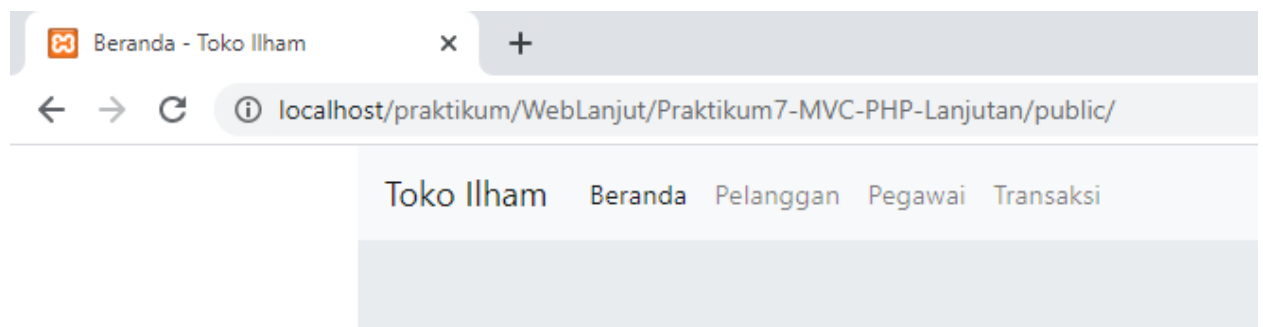 Beranda - Toko Ilham
localhost/praktikum/WebLanjut/Praktikum7-MVC-PHP-Lanjutan/public/
Toko Ilham Beranda Pelanggan Pegawai Transaksi